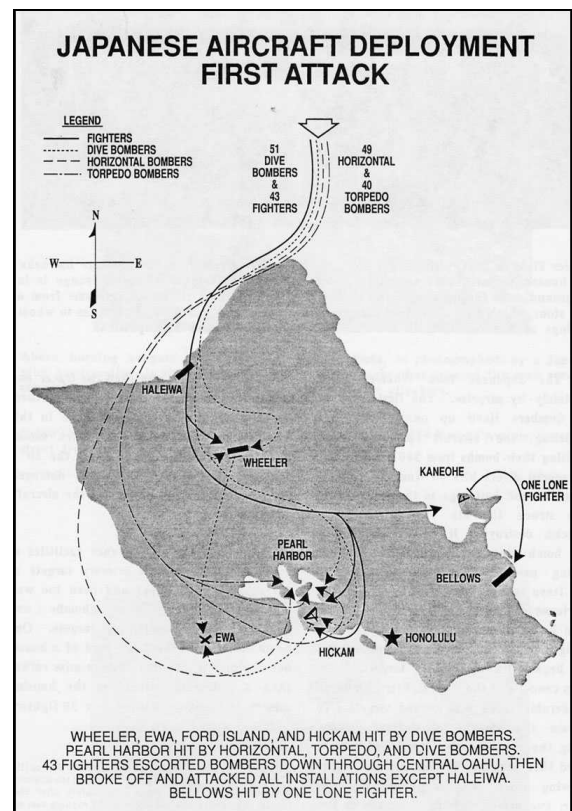 JAPANESE AIRCRAFT DEPLOYMENT
FIRST ATTACK
LEGEND
FIGHTERS
DIVE BOMBERS
HORIZONTAL BOMBERS
TORPEDO BOMBERS
51
DIVE
BOMBERS
&
43
FIGHTERS
49
HORIZONTAL
&
40
TORPEDO
BOMBERS
N
W
E
S
HALEIWA
WHEELER
KANEOHE
ONE LONE
FIGHTER
PEARL
HARBOR
BELLOWS
EWA
HICKAM
HONOLULU
WHEELER, EWA, FORD ISLAND, AND HICKAM HIT BY DIVE BOMBERS.
PEARL HARBOR HIT BY HORIZONTAL, TORPEDO, AND DIVE BOMBERS.
43 FIGHTERS ESCORTED BOMBERS DOWN THROUGH CENTRAL OAHU, THEN
BROKE OFF AND ATTACKED ALL INSTALLATIONS EXCEPT HALEIWA.
BELLOWS HIT BY ONE LONE FIGHTER.